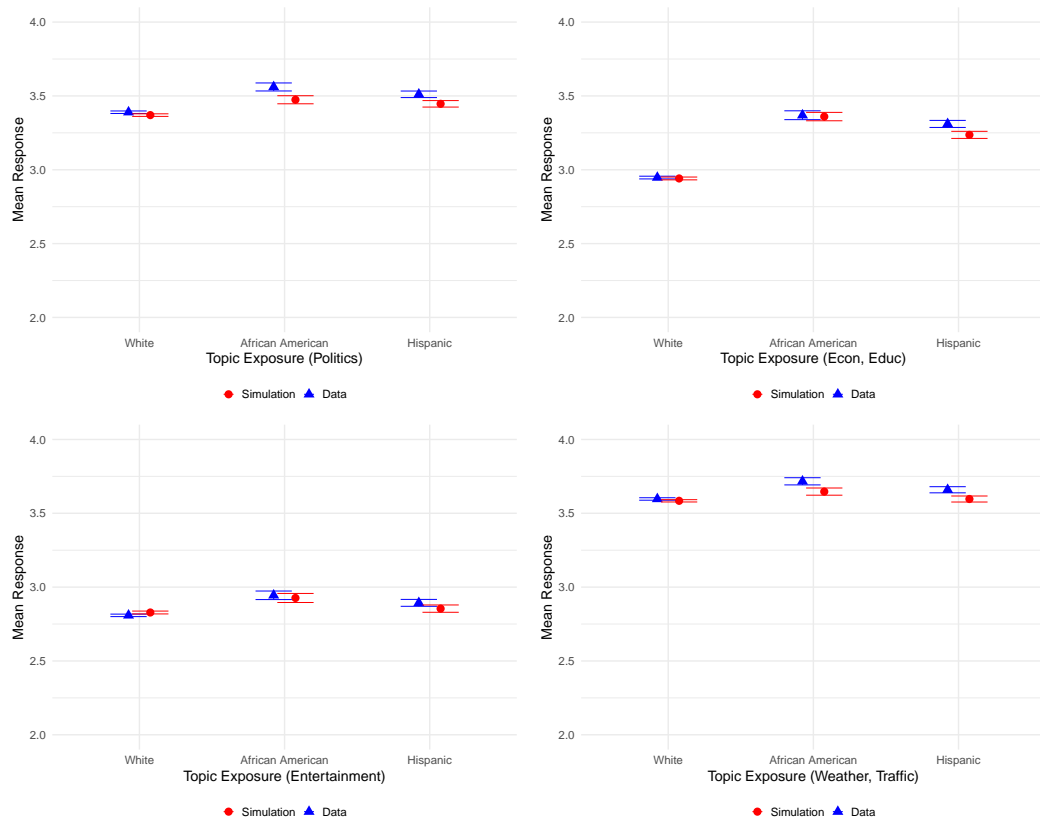 4.0
3.5
3.0
2.5
2.0
Mean Response
White African American Hispanic
Topic Exposure (Politics)
Simulation Data
4.0
3.5
3.0
2.5
2.0
Mean Response
White African American Hispanic
Topic Exposure (Econ, Educ)
Simulation Data
4.0
3.5
3.0
2.5
2.0
Mean Response
White African American Hispanic
Topic Exposure (Entertainment)
Simulation Data
4.0
3.5
3.0
2.5
2.0
Mean Response
White African American Hispanic
Topic Exposure (Weather, Traffic)
Simulation Data